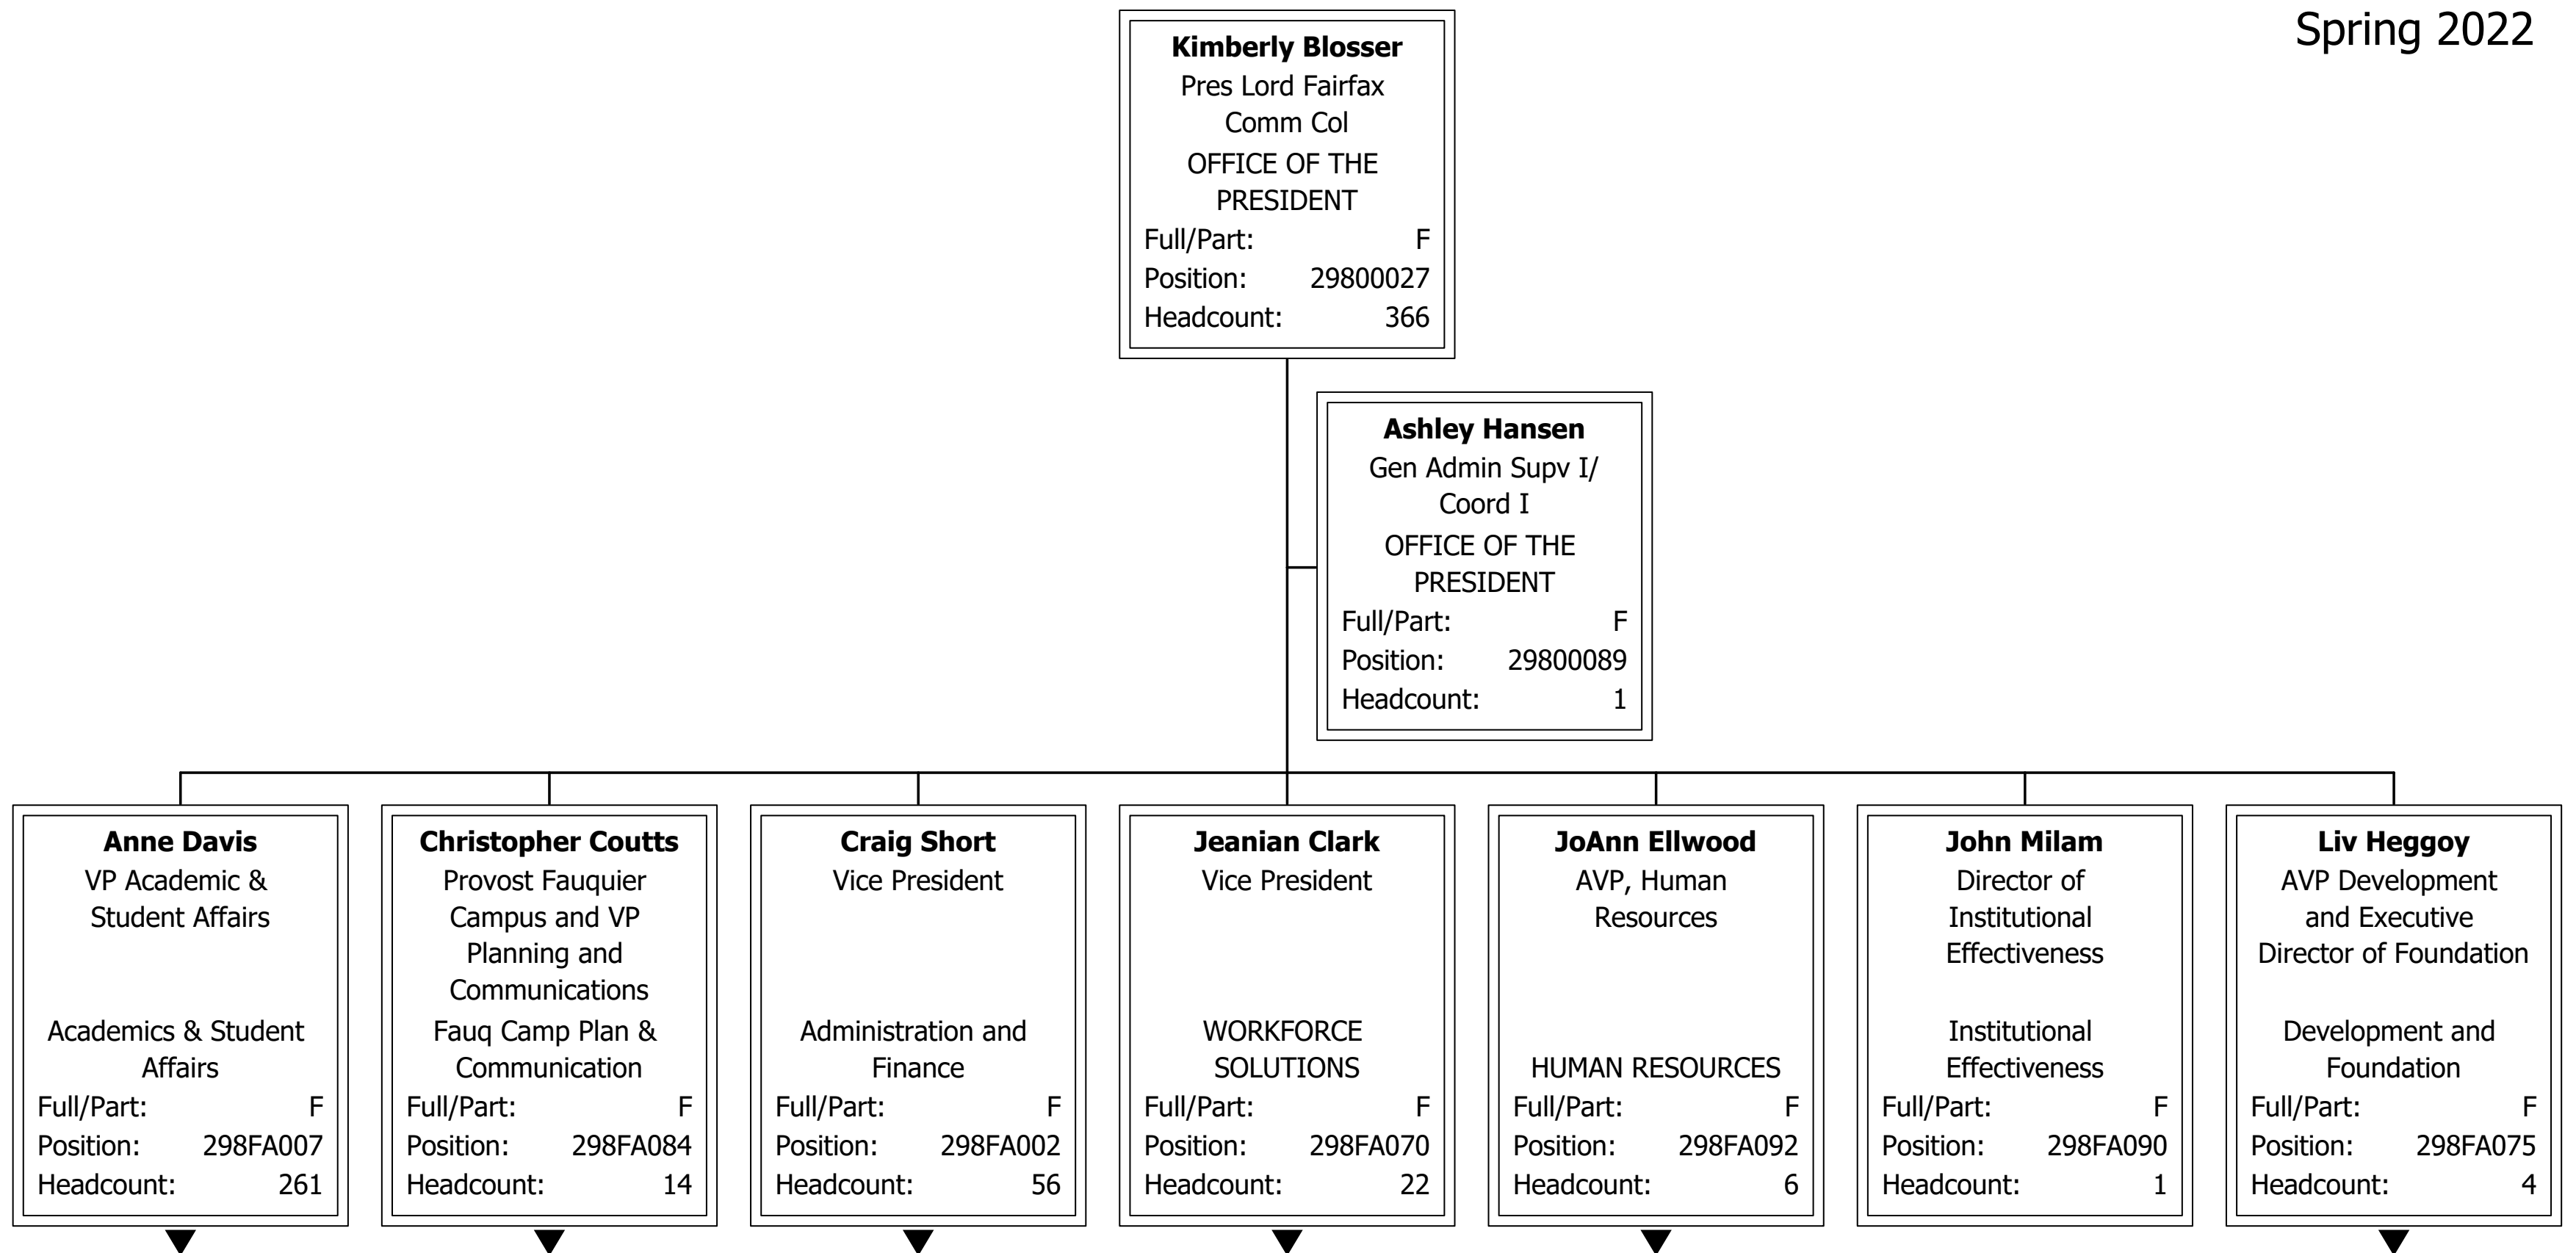 Spring 2022
Kimberly Blosser
Pres Lord Fairfax
Comm Col
OFFICE OF THE
PRESIDENT
Full/Part: F
Position: 29800027
Headcount: 366
Ashley Hansen
Gen Admin Supv I/
Coord I
OFFICE OF THE
PRESIDENT
Full/Part: F
Position: 29800089
Headcount: 1
Anne Davis
VP Academic &
Student Affairs
Academics & Student
Affairs
Full/Part: F
Position: 298FA007
Headcount: 261
Christopher Coutts
Provost Fauquier
Campus and VP
Planning and
Communications
Fauq Camp Plan &
Communication
Full/Part: F
Position: 298FA084
Headcount: 14
Craig Short
Vice President
Administration and
Finance
Full/Part: F
Position: 298FA002
Headcount: 56
Jeanian Clark
Vice President
WORKFORCE
SOLUTIONS
Full/Part: F
Position: 298FA070
Headcount: 22
JoAnn Ellwood
AVP, Human
Resources
HUMAN RESOURCES
Full/Part: F
Position: 298FA092
Headcount: 6
John Milam
Director of
Institutional
Effectiveness
Institutional
Effectiveness
Full/Part: F
Position: 298FA090
Headcount: 1
Liv Heggoy
AVP Development
and Executive
Director of Foundation
Development and
Foundation
Full/Part: F
Position: 298FA075
Headcount: 4